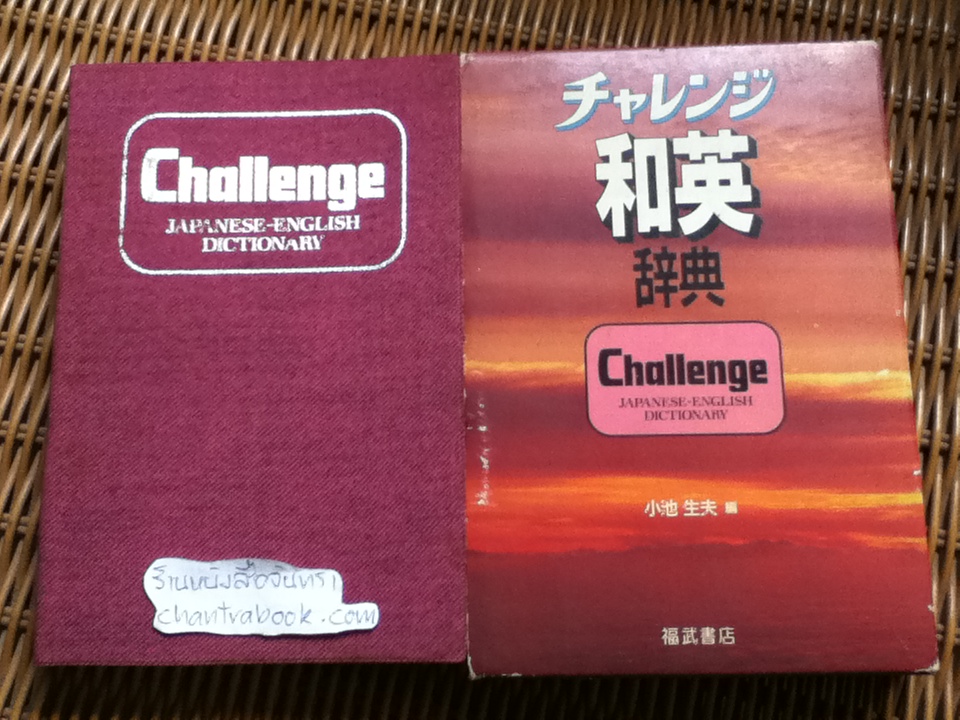 Challenge
JAPANESE-ENGLISH
DICTIONARY
ร้านหนังสือจันทรา
chantrabook.com
チャレンジ
和英
辞典
Challenge
JAPANESE-ENGLISH
DICTIONARY
小池 生夫 編
福武書店